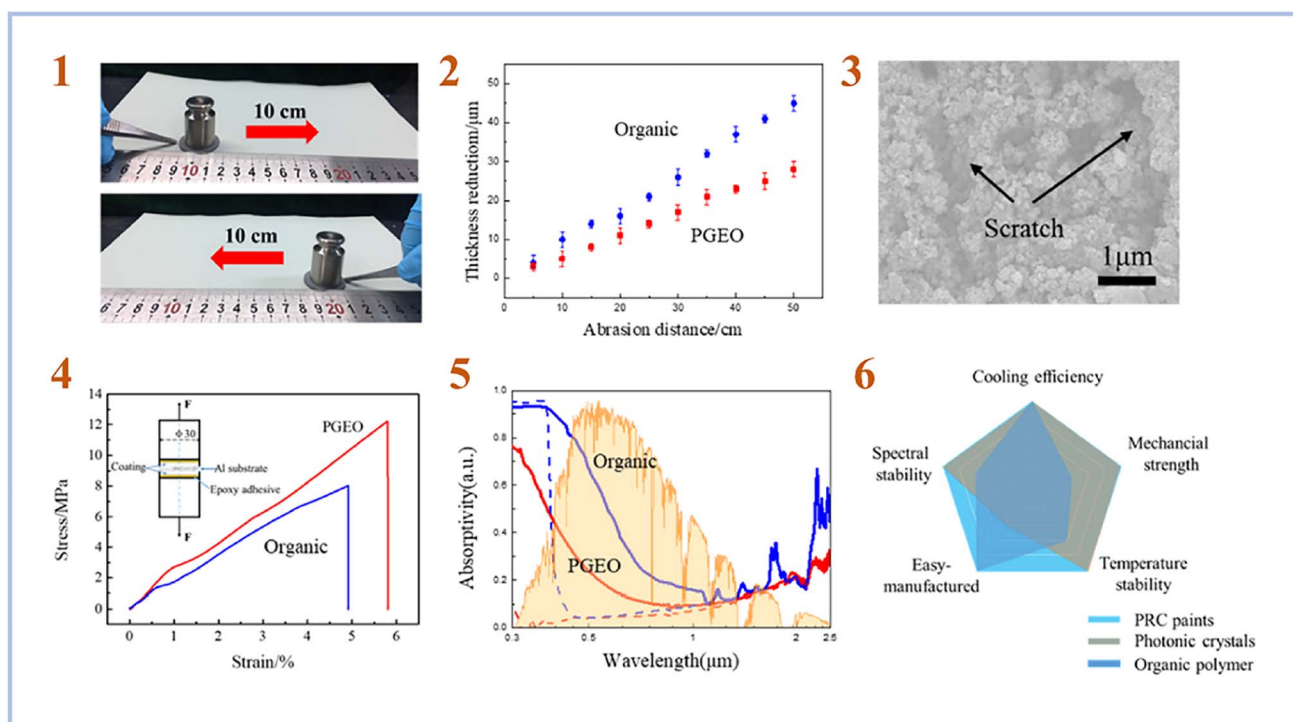 1
10 cm
6 7 8 9 10 1 2 3 4 5 6 7 8 9 20 1 2 3 4 5
10 cm
6 7 8 9 10 1 2 3 4 5 6 7 8 9 20 1 2 3 4
2
Thickness reduction/μm
50
40
30
20
10
0
Organic
PGEO
0 10 20 30 40 50
Abrasion distance/cm
3
Scratch
1μm
4
Stress/MPa
14
12
10
8
6
4
2
0
F
Φ30
Coating
Al substrate
Epoxy adhesive
F
PGEO
Organic
0 1 2 3 4 5 6
Strain/%
5
Absorptivity(a.u.)
1.0
0.8
0.6
0.4
0.2
0.0
Organic
PGEO
0.3 0.5 1 2 2.5
Wavelength(μm)
6
Cooling efficiency
Mechancial
strength
Temperature
stability
Easy-
manufactured
Spectral
stability
PRC paints
Photonic crystals
Organic polymer